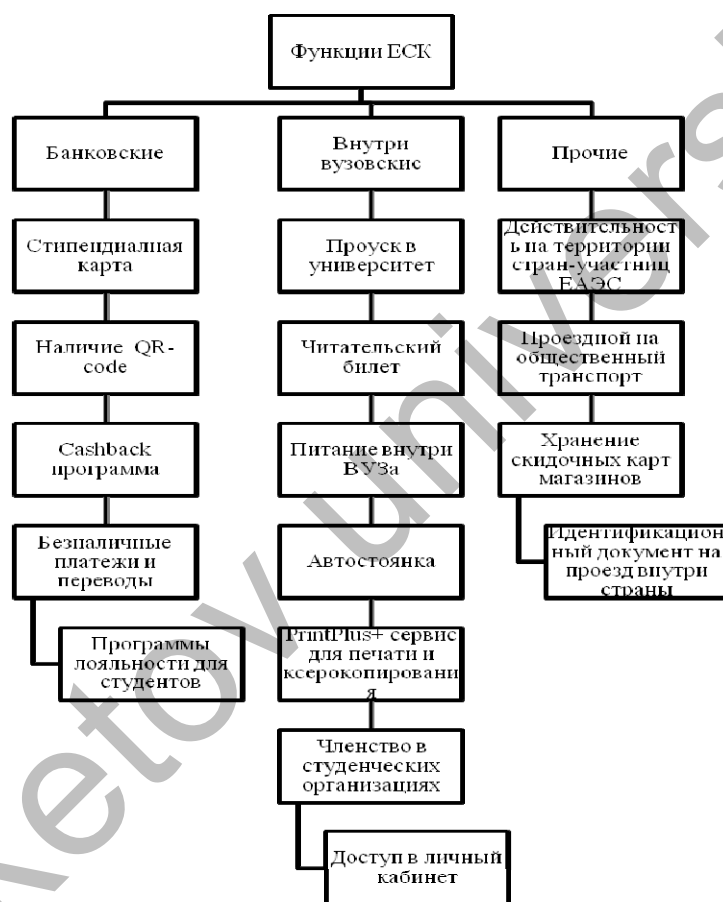 Функции ЕСК
Банковские
Стипендиалная
карта
Наличие QR-
code
Cashback
программа
Безналичные
платежи и
переводы
Программы
лояльности для
студентов
Внутри
вузовские
Проуск в
университет
Читательский
билет
Питание внутри
ВУЗа
Автостоянка
PrintPlus+ сервис
для печати и
ксерокопировани
я
Членство в
студенческих
организациях
Доступ в личный
кабинет
Прочие
Действительност
ь на территории
стран-участниц
ЕАЭС
Проездной на
общественный
транспорт
Хранение
скидочных карт
магазинов
Идентификацион
ный документ на
проезд внутри
страны
Ketov univers